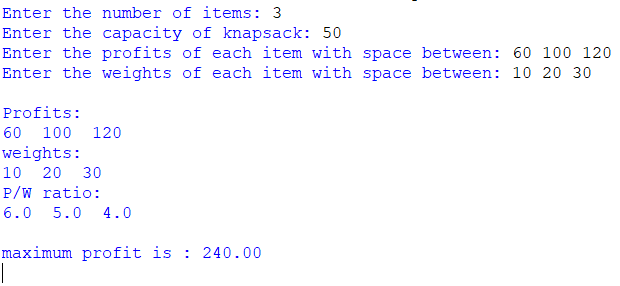 Enter the number of items: 3
Enter the capacity of knapsack: 50
Enter the profits of each item with space between: 60 100 120
Enter the weights of each item with space between: 10 20 30
Profits:
60  100  120
weights:
10  20  30
P/W ratio:
6.0  5.0  4.0
maximum profit is : 240.00